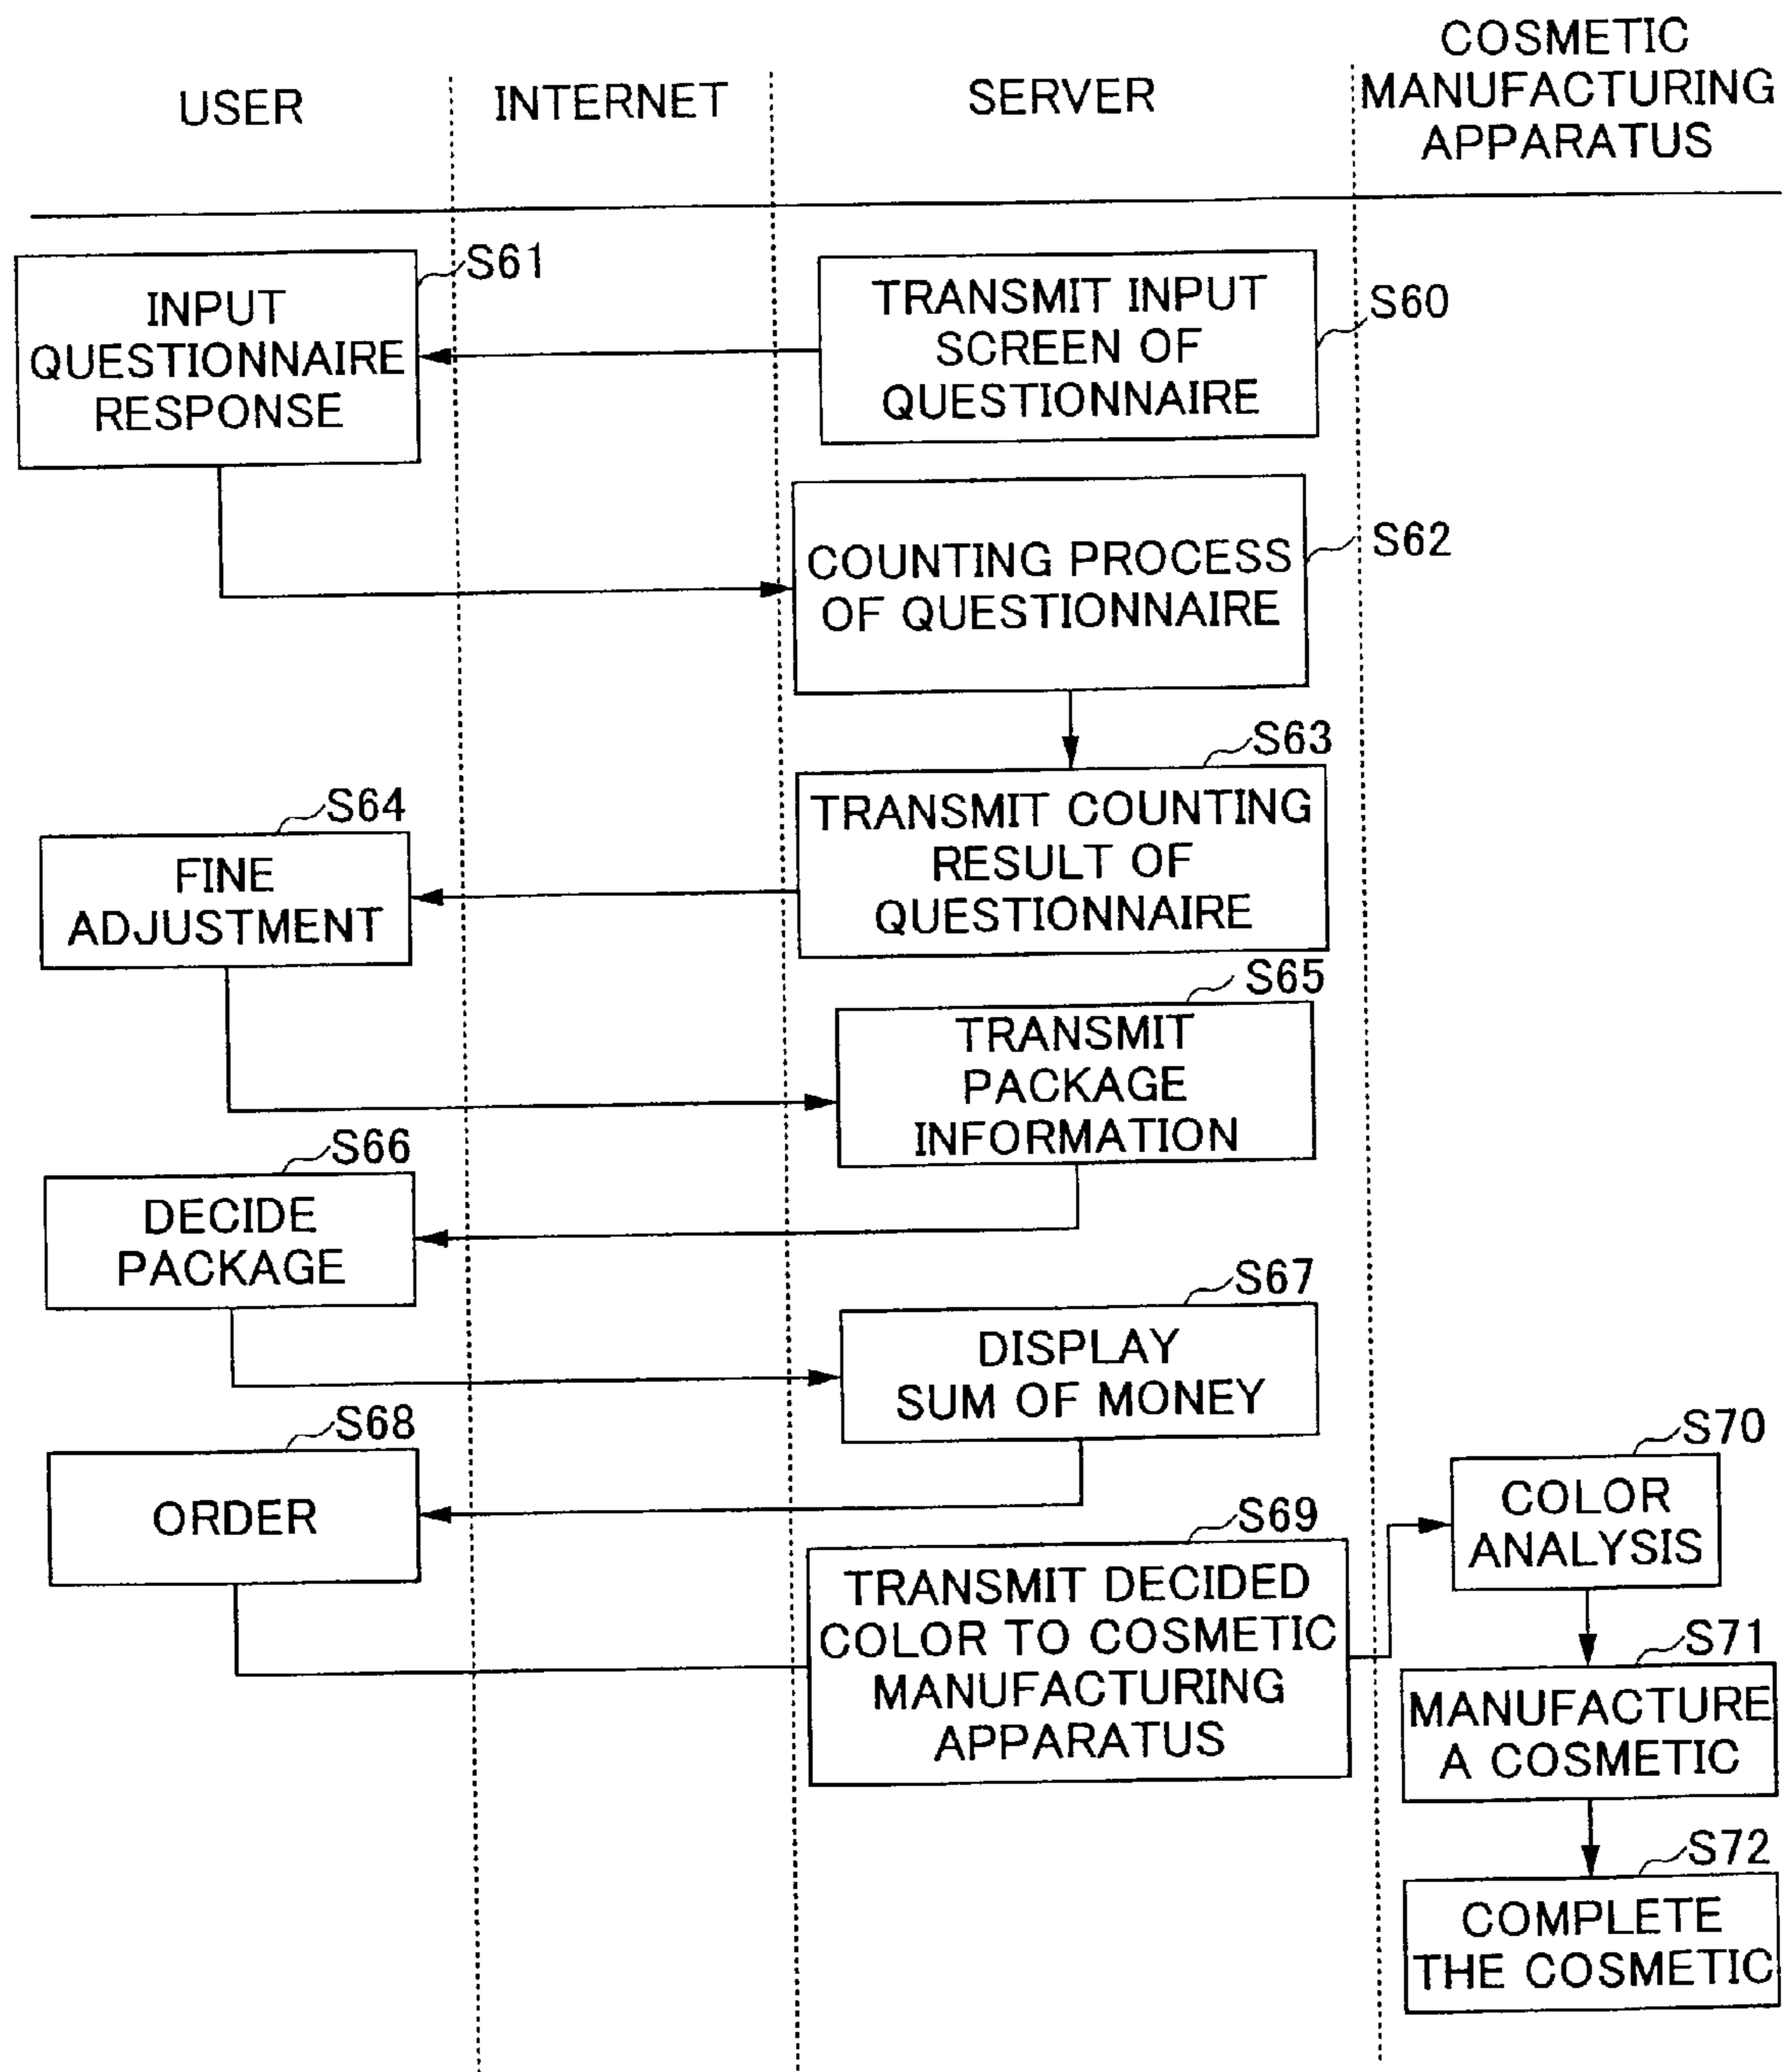 USER
INTERNET
SERVER
COSMETIC
MANUFACTURING
APPARATUS
S61
INPUT
QUESTIONNAIRE
RESPONSE
S60
TRANSMIT INPUT
SCREEN OF
QUESTIONNAIRE
S62
COUNTING PROCESS
OF QUESTIONNAIRE
S63
TRANSMIT COUNTING
RESULT OF
QUESTIONNAIRE
S64
FINE
ADJUSTMENT
S65
TRANSMIT
PACKAGE
INFORMATION
S66
DECIDE
PACKAGE
S67
DISPLAY
SUM OF MONEY
S68
ORDER
S69
TRANSMIT DECIDED
COLOR TO COSMETIC
MANUFACTURING
APPARATUS
S70
COLOR
ANALYSIS
S71
MANUFACTURE
A COSMETIC
S72
COMPLETE
THE COSMETIC